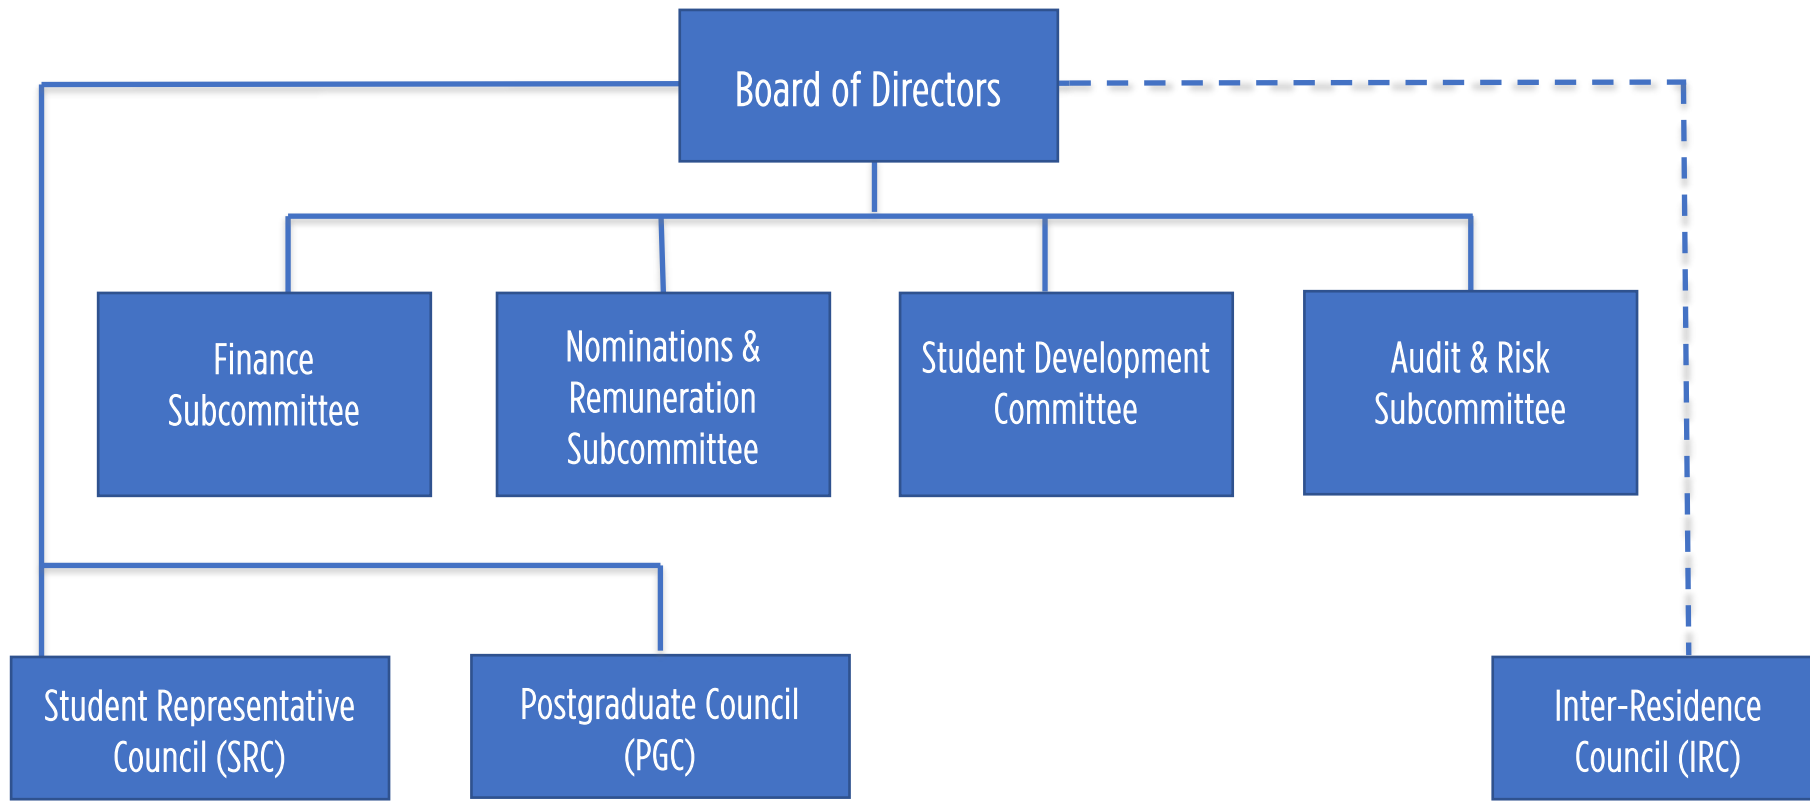 Board of Directors
Finance
Subcommittee
Nominations &
Remuneration
Subcommittee
Student Development
Committee
Audit & Risk
Subcommittee
Student Representative
Council (SRC)
Postgraduate Council
(PGC)
Inter-Residence
Council (IRC)